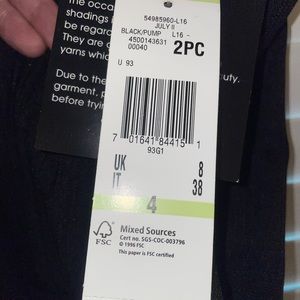 The occa
shadings
be regard
They are
yarns which
Due to the
garment, p
before tryin
uty.
54985960-L16
JULY II
BLACK/PUMP L16 -
4500143631
00040
2PC
U 93
7 01641 84415 1
93G1
UK 8
IT 38
4
FSC
Mixed Sources
Cert no. SGS-COC-003796
© 1996 FSC
This paper is FSC certified